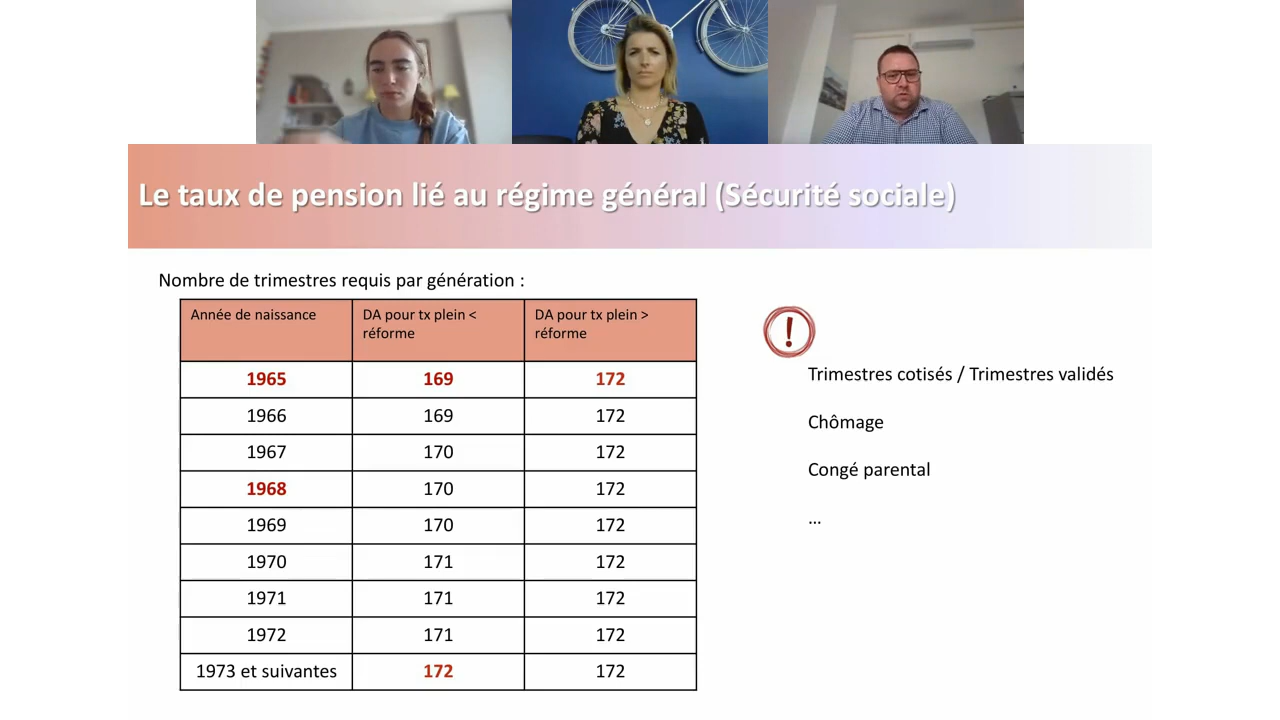 Le taux de pension lié au régime général (Sécurité sociale)
Nombre de trimestres requis par génération :
Année de naissance
DA pour tx plein <
réforme
DA pour tx plein >
réforme
1965 169 172
1966 169 172
1967 170 172
1968 170 172
1969 170 172
1970 171 172
1971 171 172
1972 171 172
1973 et suivantes 172 172
!
Trimestres cotisés / Trimestres validés
Chômage
Congé parental
...